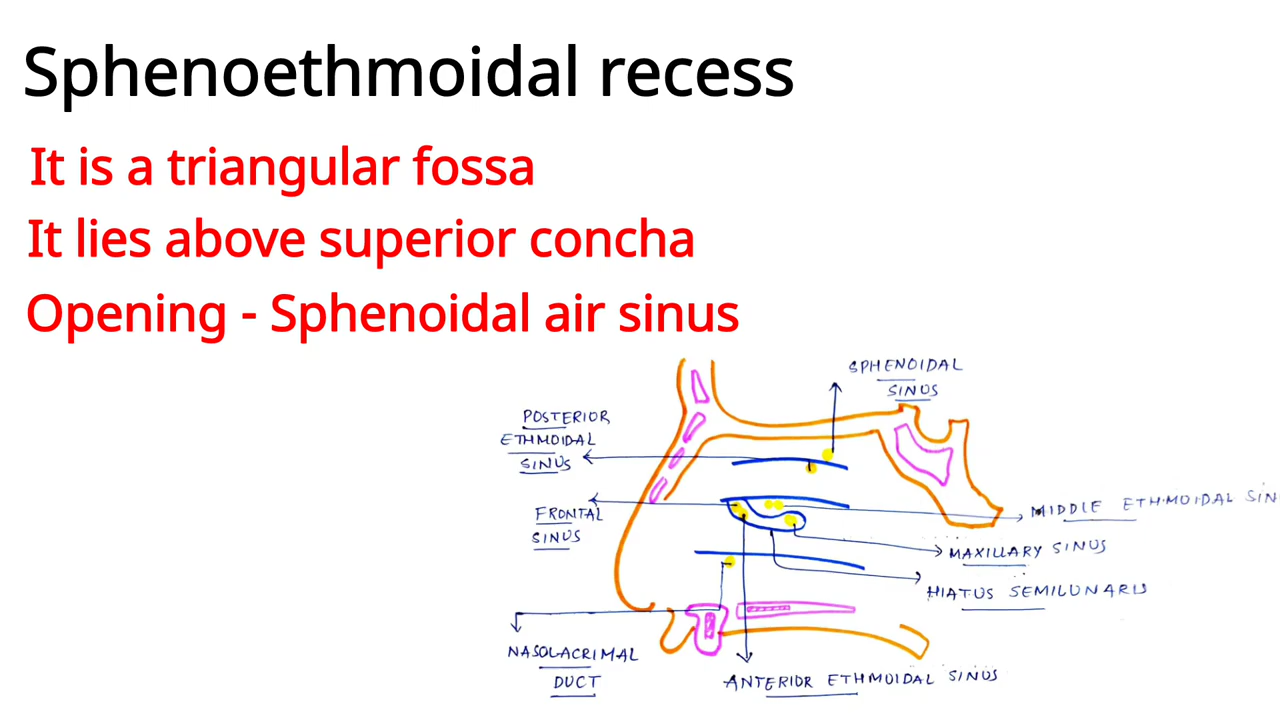 Sphenoethmoidal recess
It is a triangular fossa
It lies above superior concha
Opening - Sphenoidal air sinus
SPHENOIDAL
SINUS
POSTERIOR
ETHMOIDAL
SINUS
FRONTAL
SINUS
MIDDLE ETHMOIDAL SIN
MAXILLARY SINUS
HIATUS SEMILUNARIS
NASOLACRIMAL
DUCT
ANTERIOR ETHMOIDAL SINUS